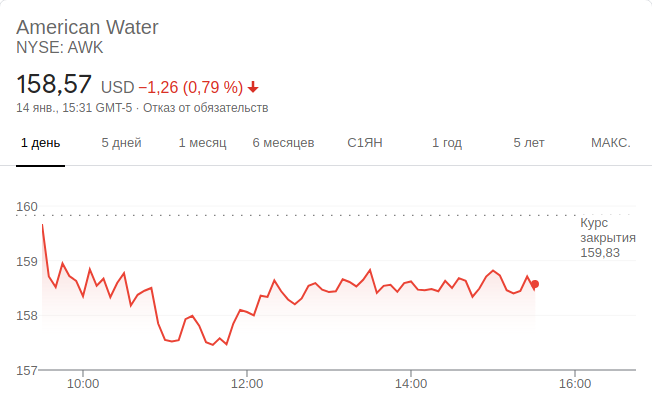 American Water
NYSE: AWK
158,57 USD −1,26 (0,79 %)
14 янв., 15:31 GMT-5 · Отказ от обязательств
1 день 5 дней 1 месяц 6 месяцев С1ЯН 1 год 5 лет МАКС.
160
Курс
закрытия
159,83
159
158
157
10:00 12:00 14:00 16:00